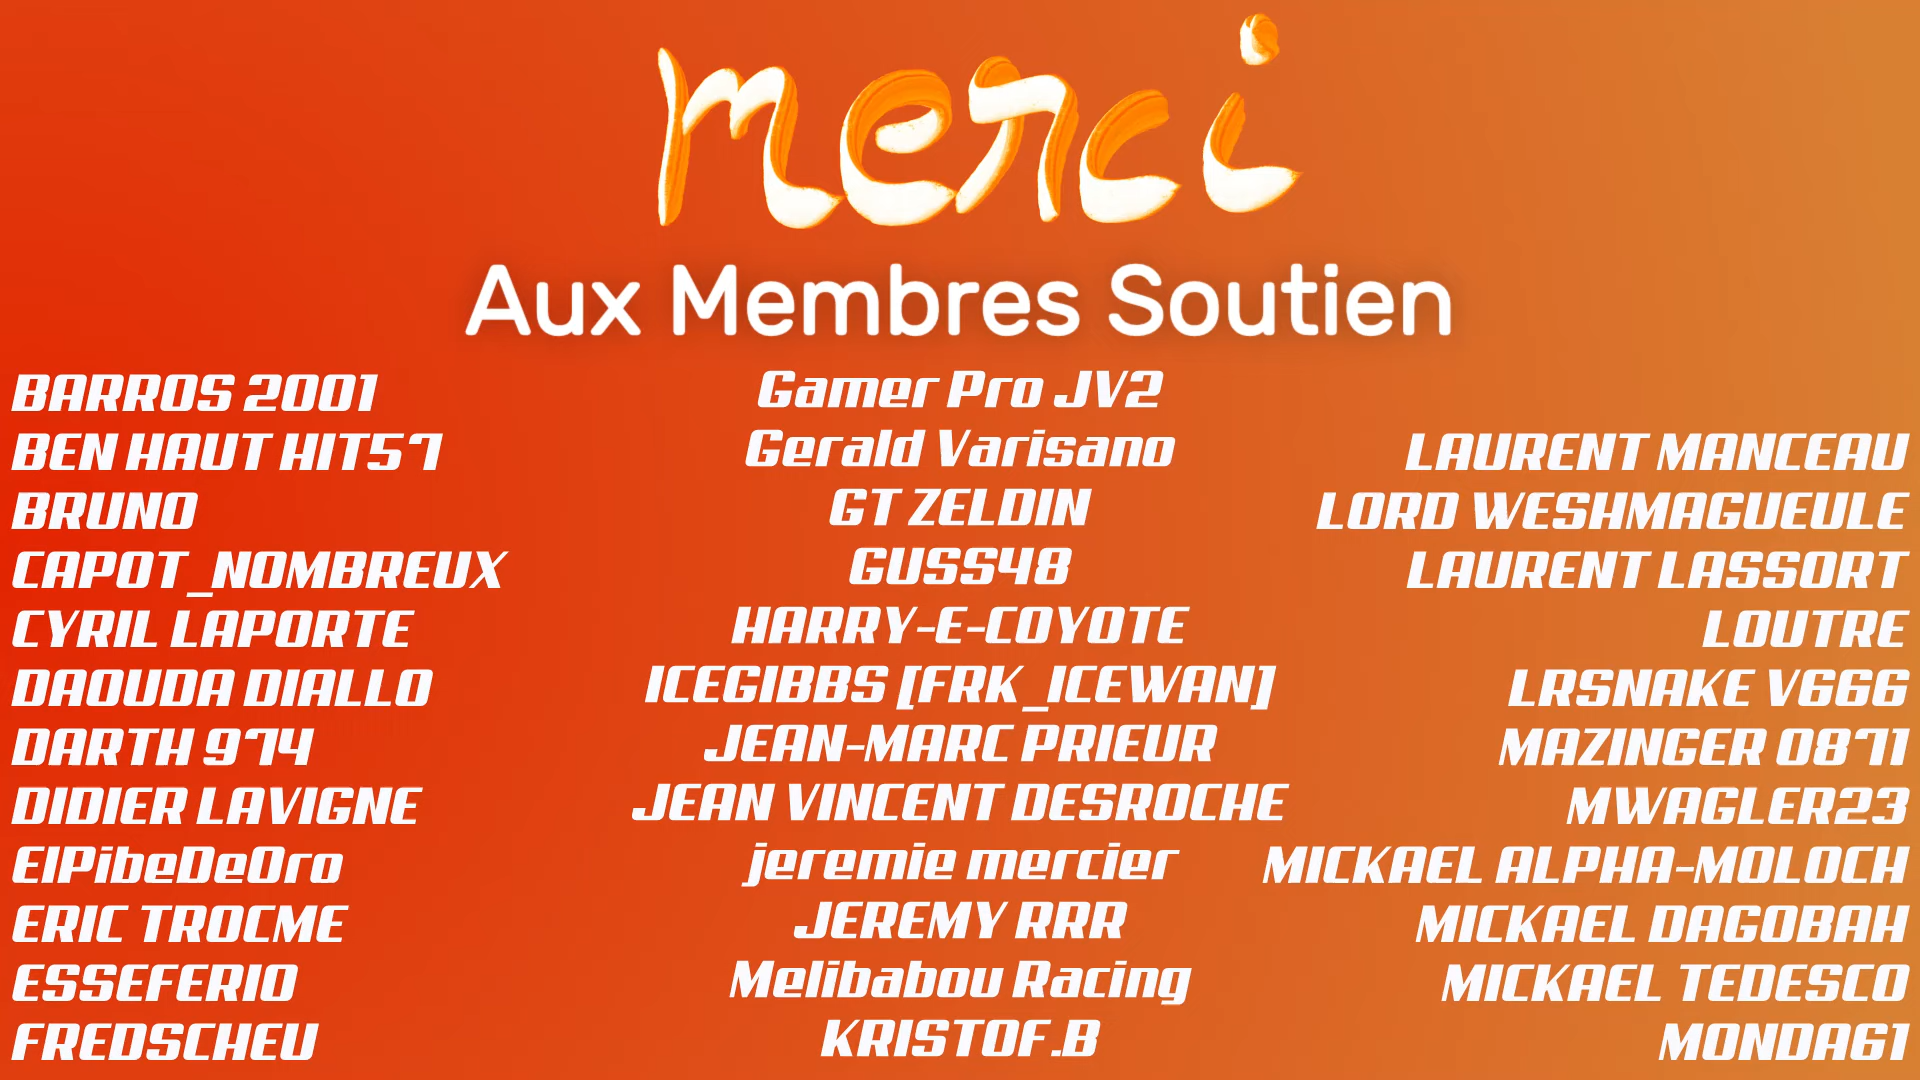 merci
Aux Membres Soutien
BARROS 2001
BEN HAUT HIT57
BRUNO
CAPOT_NOMBREUX
CYRIL LAPORTE
DAOUDA DIALLO
DARTH 974
DIDIER LAVIGNE
ElPibeDeOro
ERIC TROCME
ESSEFERIO
FREDSCHEU
Gamer Pro JV2
Gerald Varisano
GT ZELDIN
GUSS48
HARRY-E-COYOTE
ICEGIBBS [FRK_ICEWAN]
JEAN-MARC PRIEUR
JEAN VINCENT DESROCHE
jeremie mercier
JEREMY RRR
Melibabou Racing
KRISTOF.B
LAURENT MANCEAU
LORD WESHMAGUEULE
LAURENT LASSORT
LOUTRE
LRSNAKE V666
MAZINGER 0871
MWAGLER23
MICKAEL ALPHA-MOLOCH
MICKAEL DAGOBAH
MICKAEL TEDESCO
MONDA61